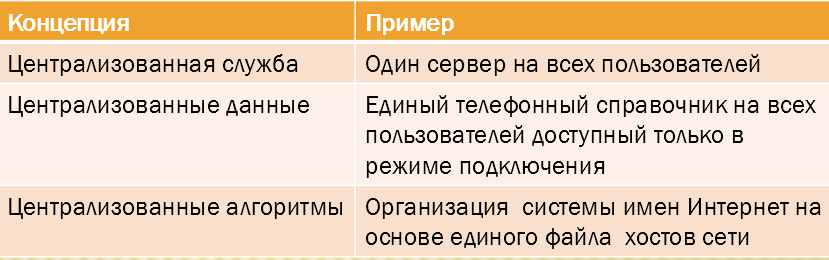 Концепция Пример
Централизованная служба Один сервер на всех пользователей
Централизованные данные Единый телефонный справочник на всех
пользователей доступный только в
режиме подключения
Централизованные алгоритмы Организация системы имен Интернет на
основе единого файла хостов сети